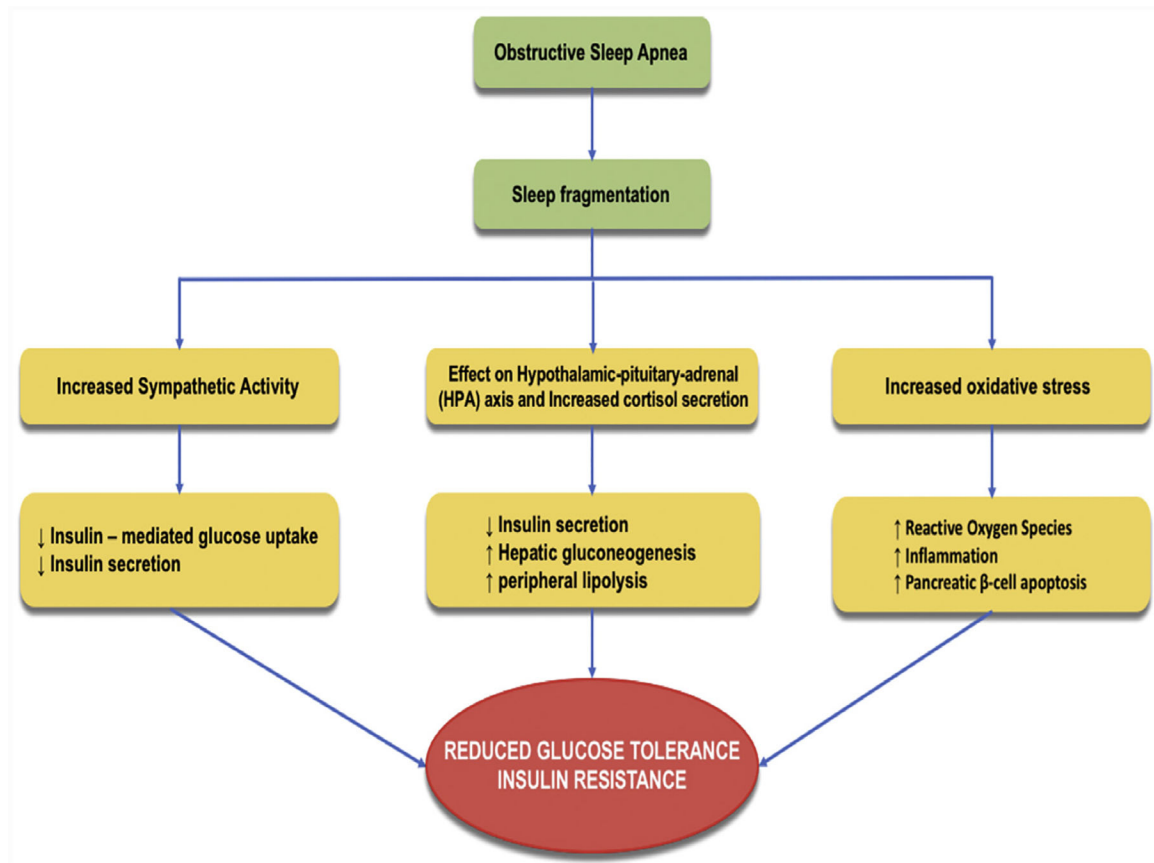 Obstructive Sleep Apnea
Sleep fragmentation
Increased Sympathetic Activity
Effect on Hypothalamic-pituitary-adrenal
(HPA) axis and Increased cortisol secretion
Increased oxidative stress
↓ Insulin – mediated glucose uptake
↓ Insulin secretion
↓ Insulin secretion
↑ Hepatic gluconeogenesis
↑ peripheral lipolysis
↑ Reactive Oxygen Species
↑ Inflammation
↑ Pancreatic β-cell apoptosis
REDUCED GLUCOSE TOLERANCE
INSULIN RESISTANCE